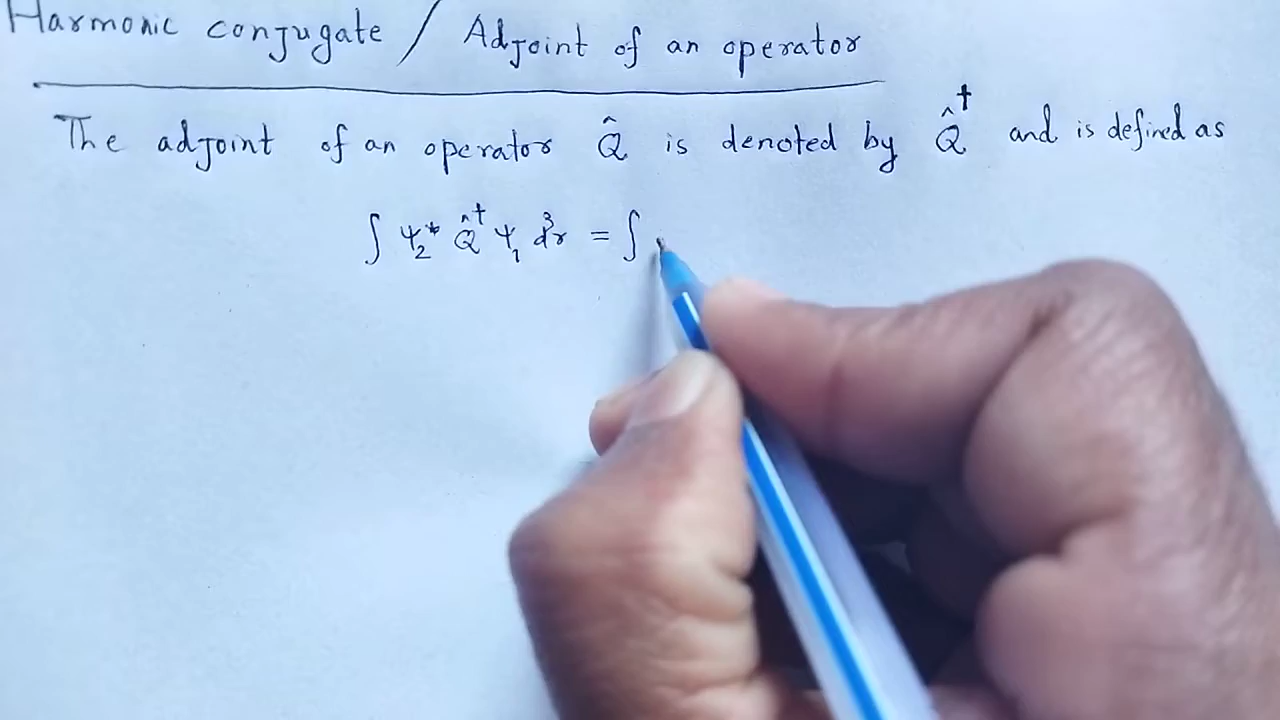 Harmonic conjugate / Adjoint of an operator
The adjoint of an operator Q̂ is denoted by Q̂† and is defined as
∫ ψ₂* Q̂† ψ₁ d³r = ∫